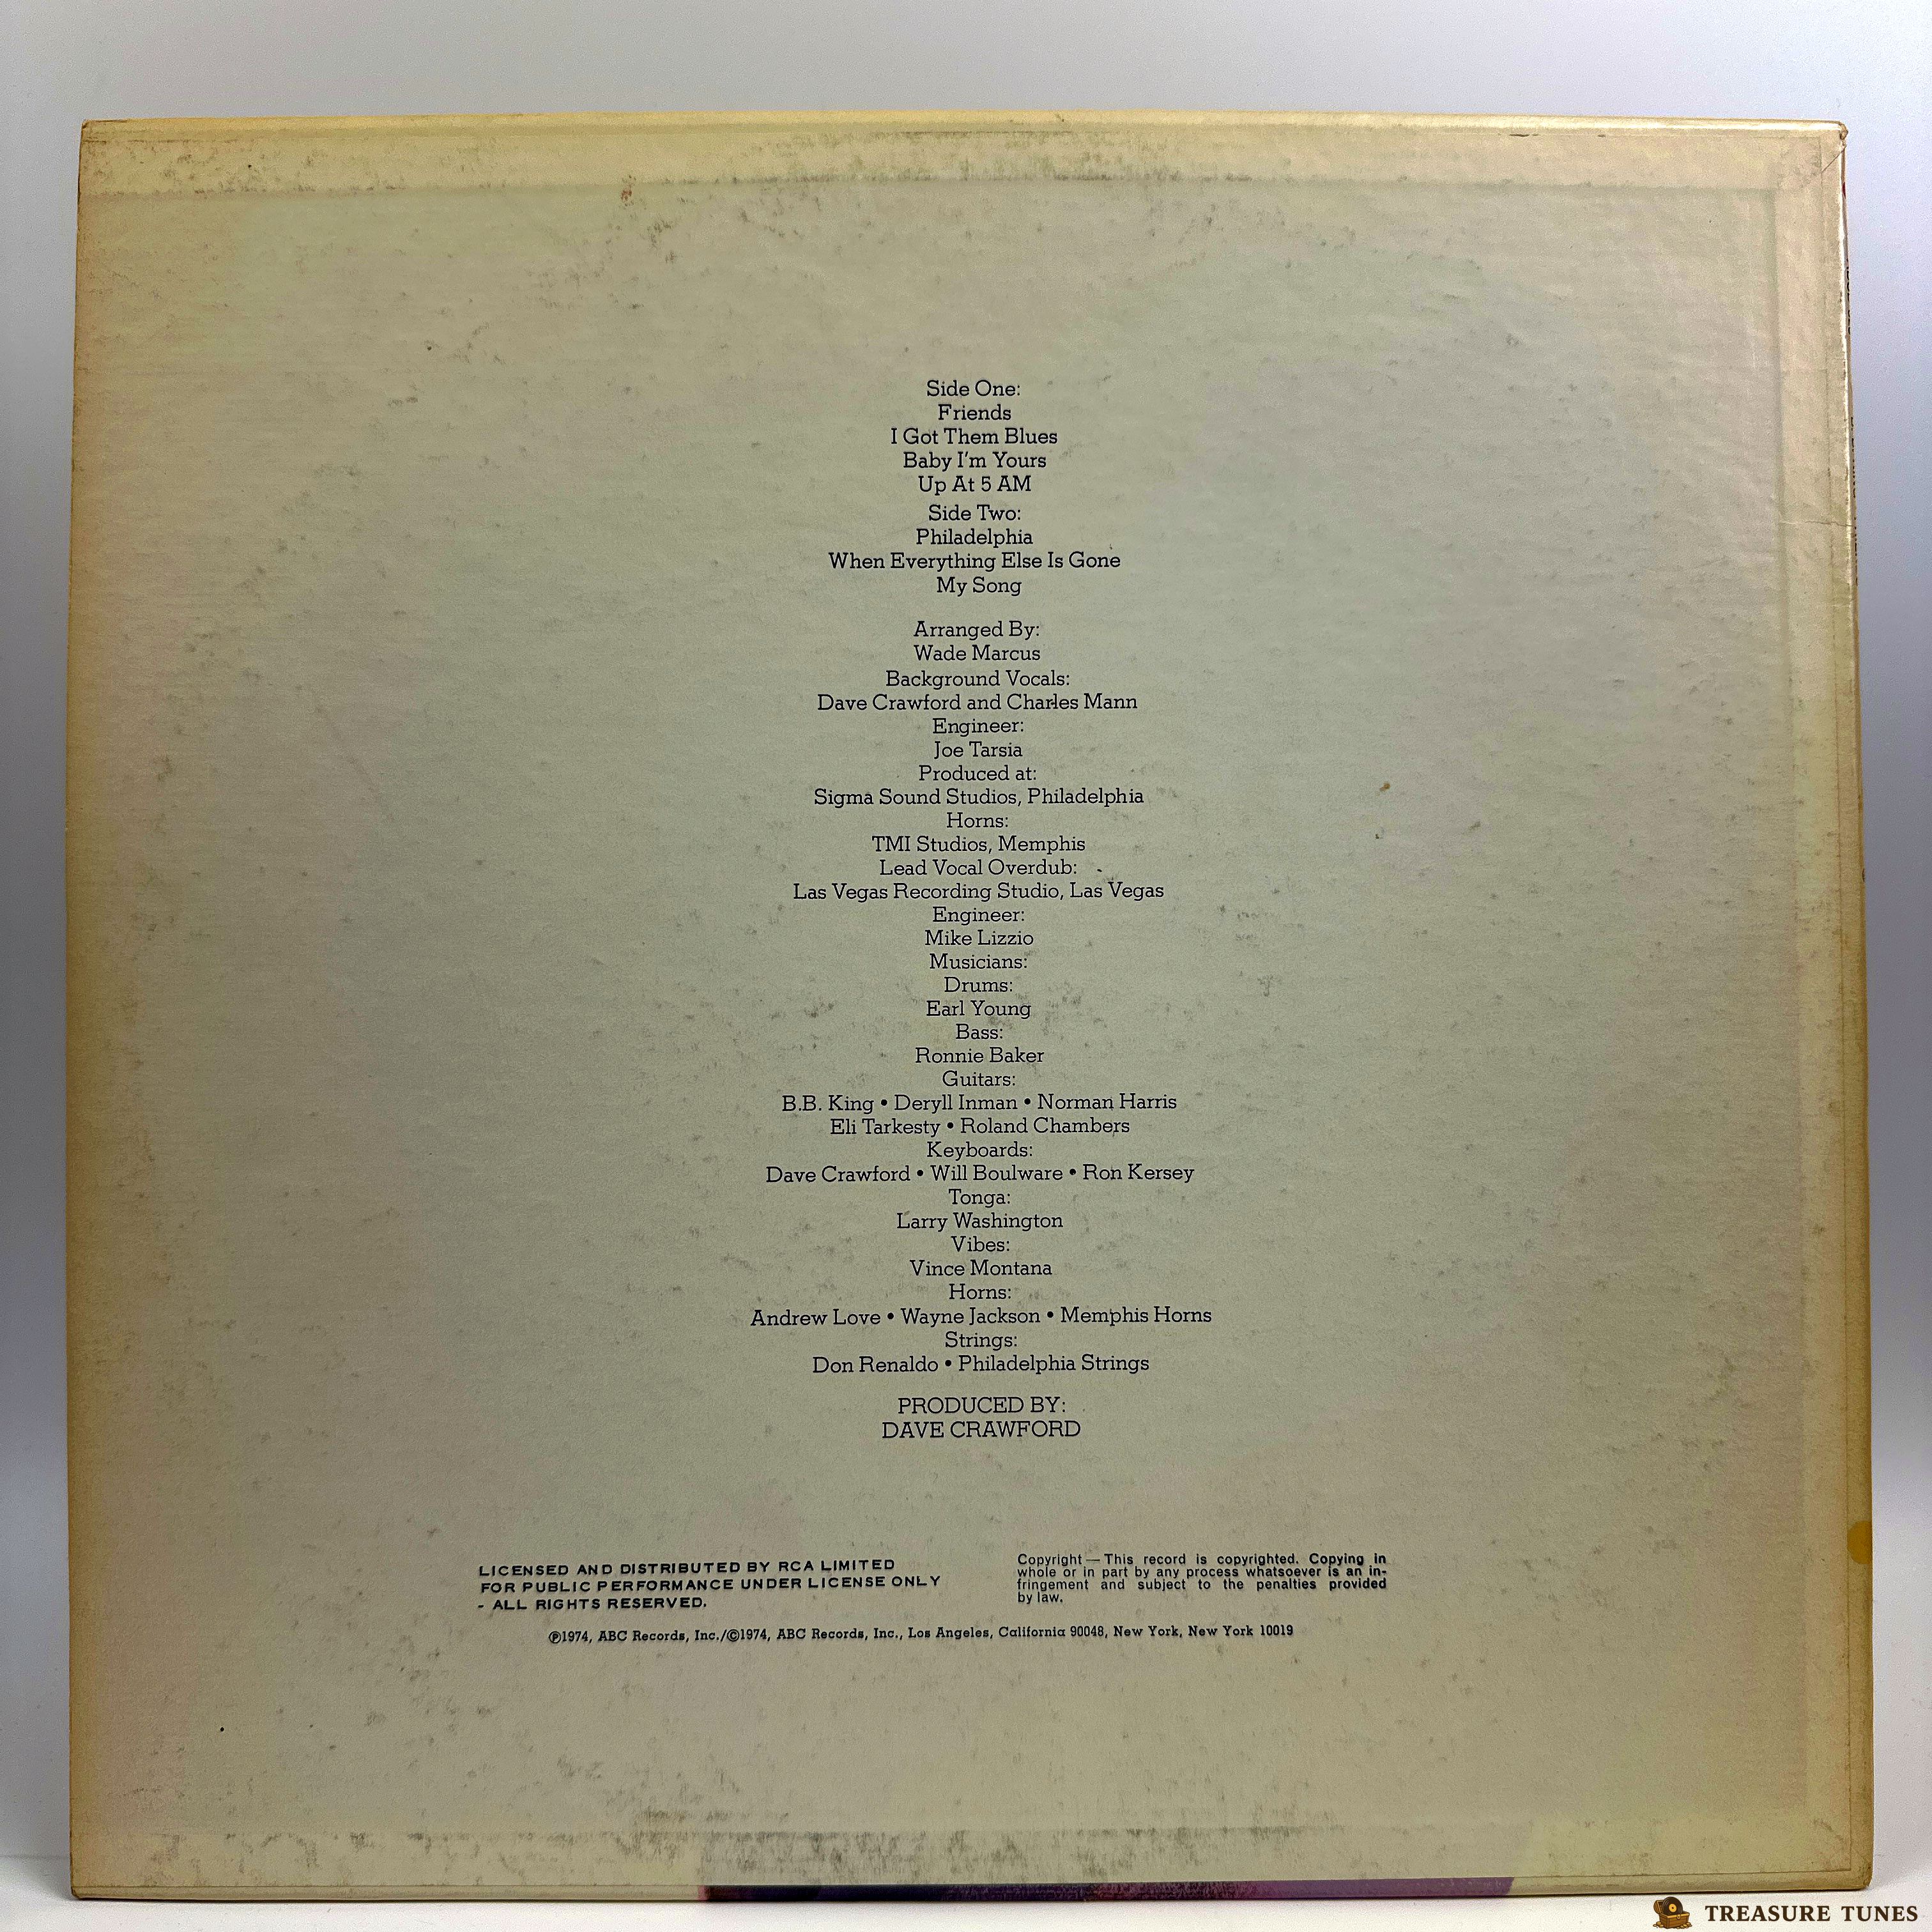 Side One:
Friends
I Got Them Blues
Baby I'm Yours
Up At 5 AM
Side Two:
Philadelphia
When Everything Else Is Gone
My Song
Arranged By:
Wade Marcus
Background Vocals:
Dave Crawford and Charles Mann
Engineer:
Joe Tarsia
Produced at:
Sigma Sound Studios, Philadelphia
Horns:
TMI Studios, Memphis
Lead Vocal Overdub:
Las Vegas Recording Studio, Las Vegas
Engineer:
Mike Lizzio
Musicians:
Drums:
Earl Young
Bass:
Ronnie Baker
Guitars:
B.B. King • Deryll Inman • Norman Harris
Eli Tarkesty • Roland Chambers
Keyboards:
Dave Crawford • Will Boulware • Ron Kersey
Tonga:
Larry Washington
Vibes:
Vince Montana
Horns:
Andrew Love • Wayne Jackson • Memphis Horns
Strings:
Don Renaldo • Philadelphia Strings
PRODUCED BY:
DAVE CRAWFORD
LICENSED AND DISTRIBUTED BY RCA LIMITED
FOR PUBLIC PERFORMANCE UNDER LICENSE ONLY
- ALL RIGHTS RESERVED.
Copyright — This record is copyrighted. Copying in
whole or in part by any process whatsoever is an in-
fringement and subject to the penalties provided
by law.
℗1974, ABC Records, Inc./©1974, ABC Records, Inc., Los Angeles, California 90048, New York, New York 10019
TREASURE TUNES